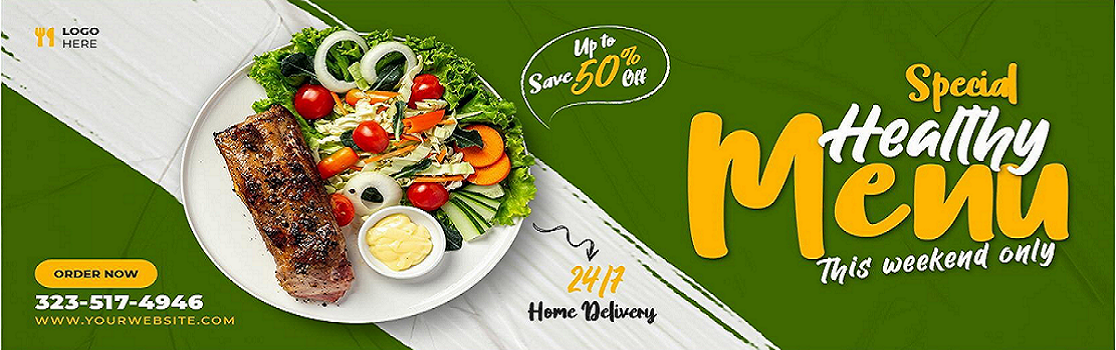 LOGO
HERE
Up to
Save 50% Off
Special
Healthy
Menu
This weekend only
24/7
Home Delivery
ORDER NOW
323-517-4946
WWW.YOURWEBSITE.COM